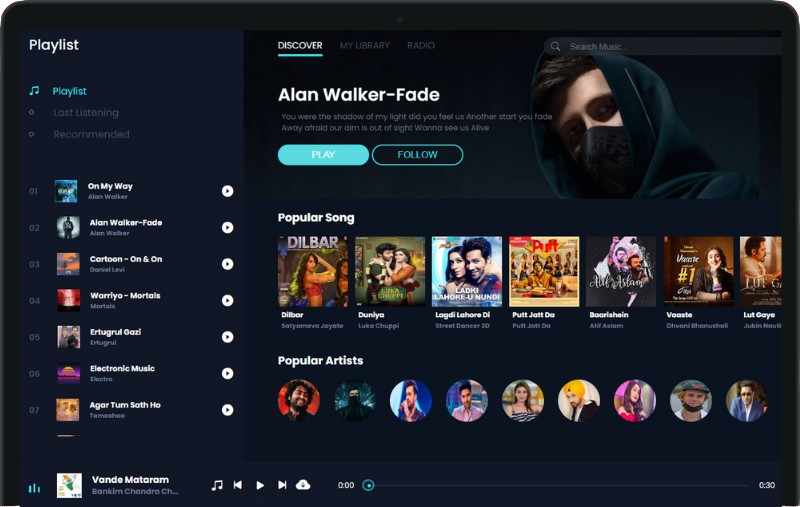 Playlist
Playlist
Last Listening
Recommended
01
On My Way
Alan Walker
02
Alan Walker-Fade
Alan Walker
03
Cartoon - On & On
Daniel Levi
04
Warriyo - Mortals
Mortals
05
Ertugrul Gazi
Ertugrul
06
Electronic Music
Electro
07
Agar Tum Sath Ho
Tamashaa
DISCOVER MY LIBRARY RADIO
Search Music...
Alan Walker-Fade
You were the shadow of my light did you feel us Another start you fade
Away afraid our aim is out of sight Wanna see us Alive
PLAY FOLLOW
Popular Song
DILBAR
LUKA CHUPPI
LADKI
LAHORE-U NUNDI
Putt
Atif Aslam
Vaaste
#1
LUT GA
Dilbar Duniya Lagdi Lahore Di Putt Jatt Da Baarishein Vaaste Lut Gaye
Satyameva Jayate Luka Chuppi Street Dancer 3D Putt Jatt Da Atif Aslam Dhvani Bhanushali Jubin Nauti
Popular Artists
Vande Mataram
Bankim Chandra Ch...
0:00 0:30